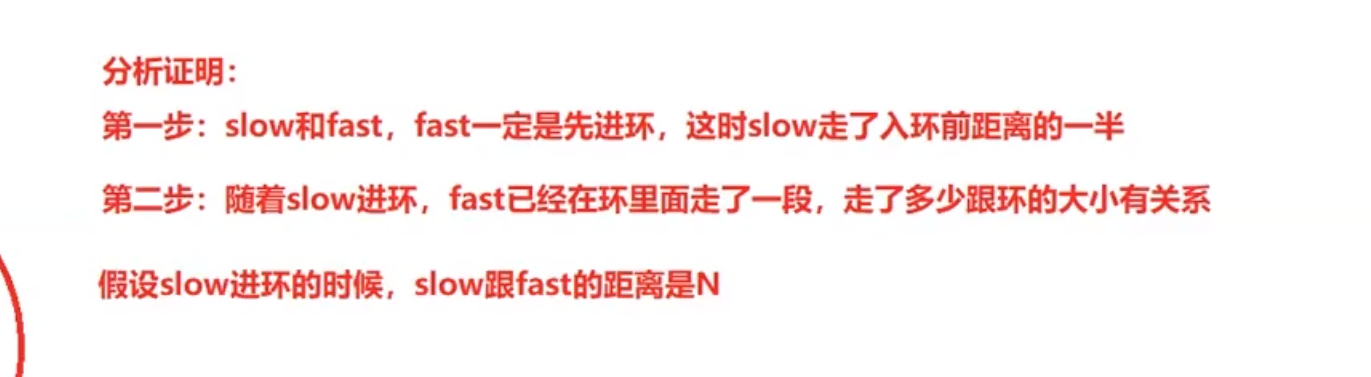 分析证明：
第一步：slow和fast，fast一定是先进环，这时slow走了入环前距离的一半
第二步：随着slow进环，fast已经在环里面走了一段，走了多少跟环的大小有关系
假设slow进环的时候，slow跟fast的距离是N